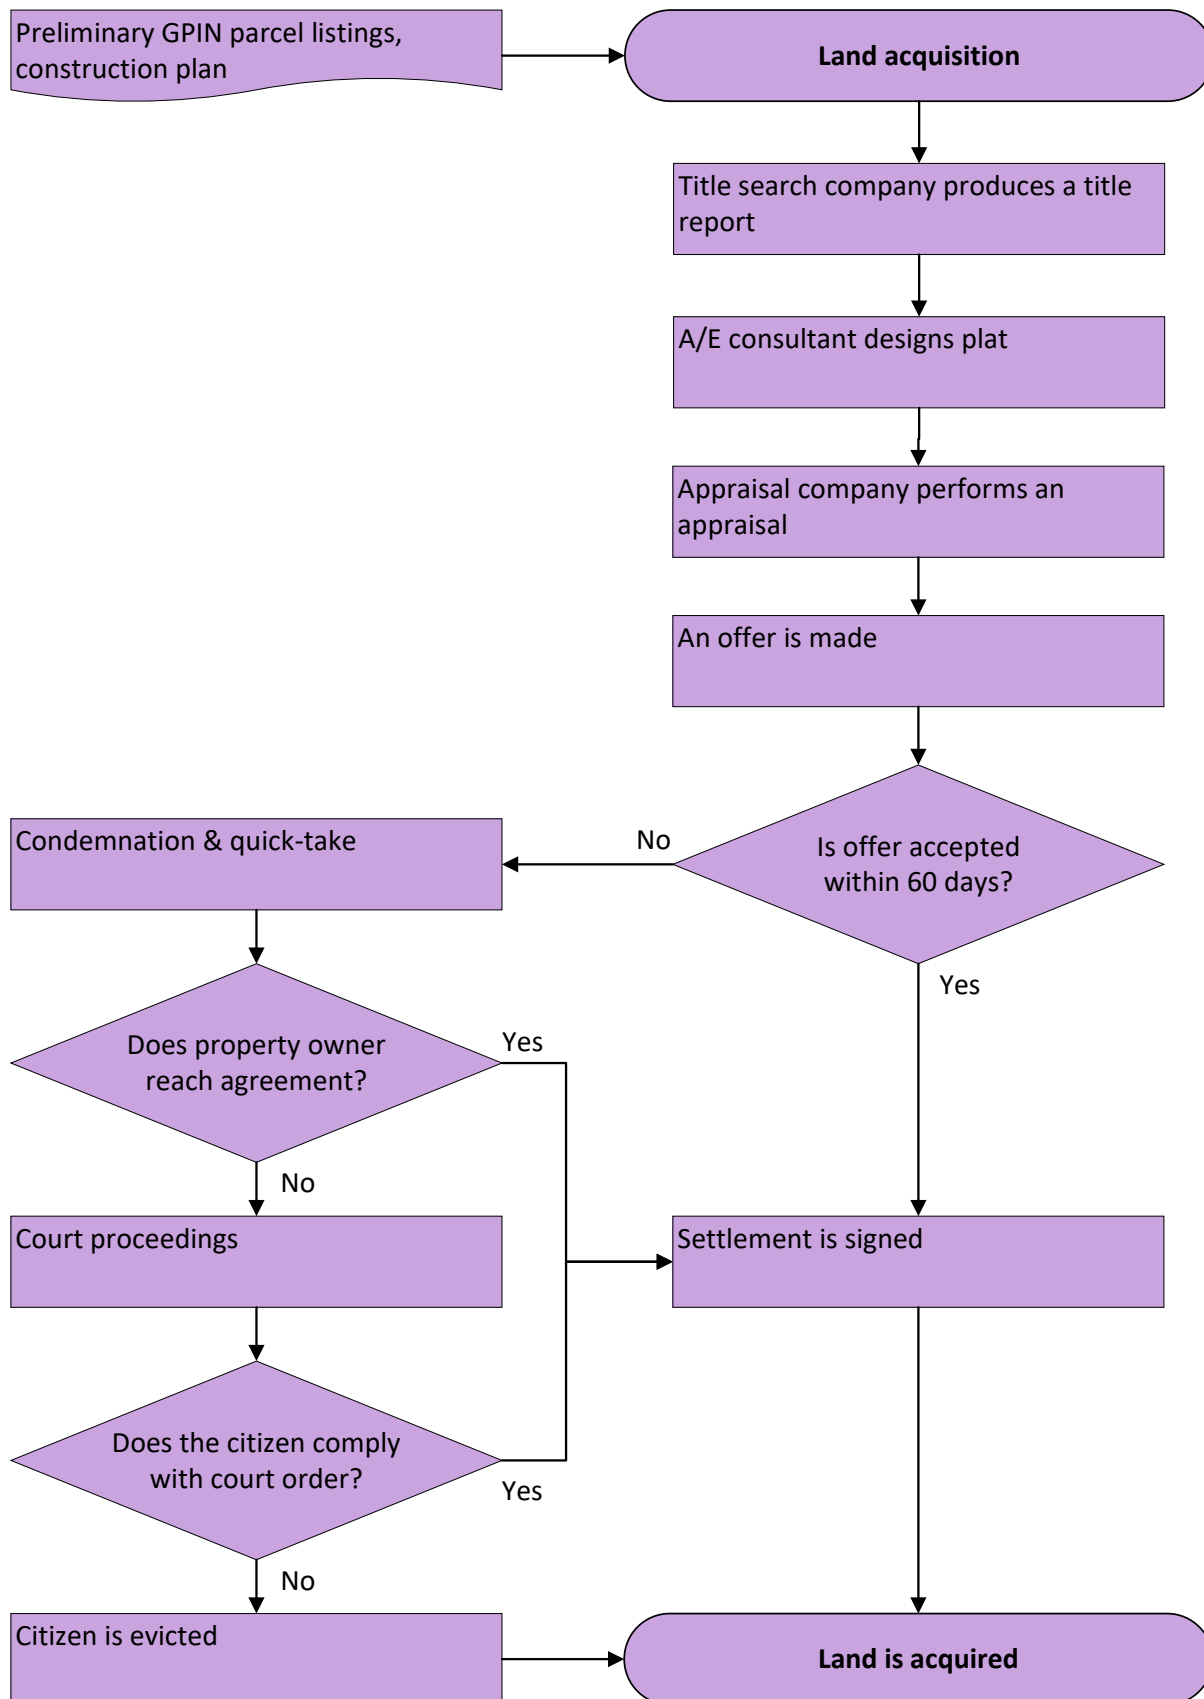 Preliminary GPIN parcel listings,
construction plan
Land acquisition
Title search company produces a title
report
A/E consultant designs plat
Appraisal company performs an
appraisal
An offer is made
Is offer accepted
within 60 days?
No
Yes
Condemnation & quick-take
Does property owner
reach agreement?
Yes
No
Court proceedings
Settlement is signed
Does the citizen comply
with court order?
Yes
No
Citizen is evicted
Land is acquired